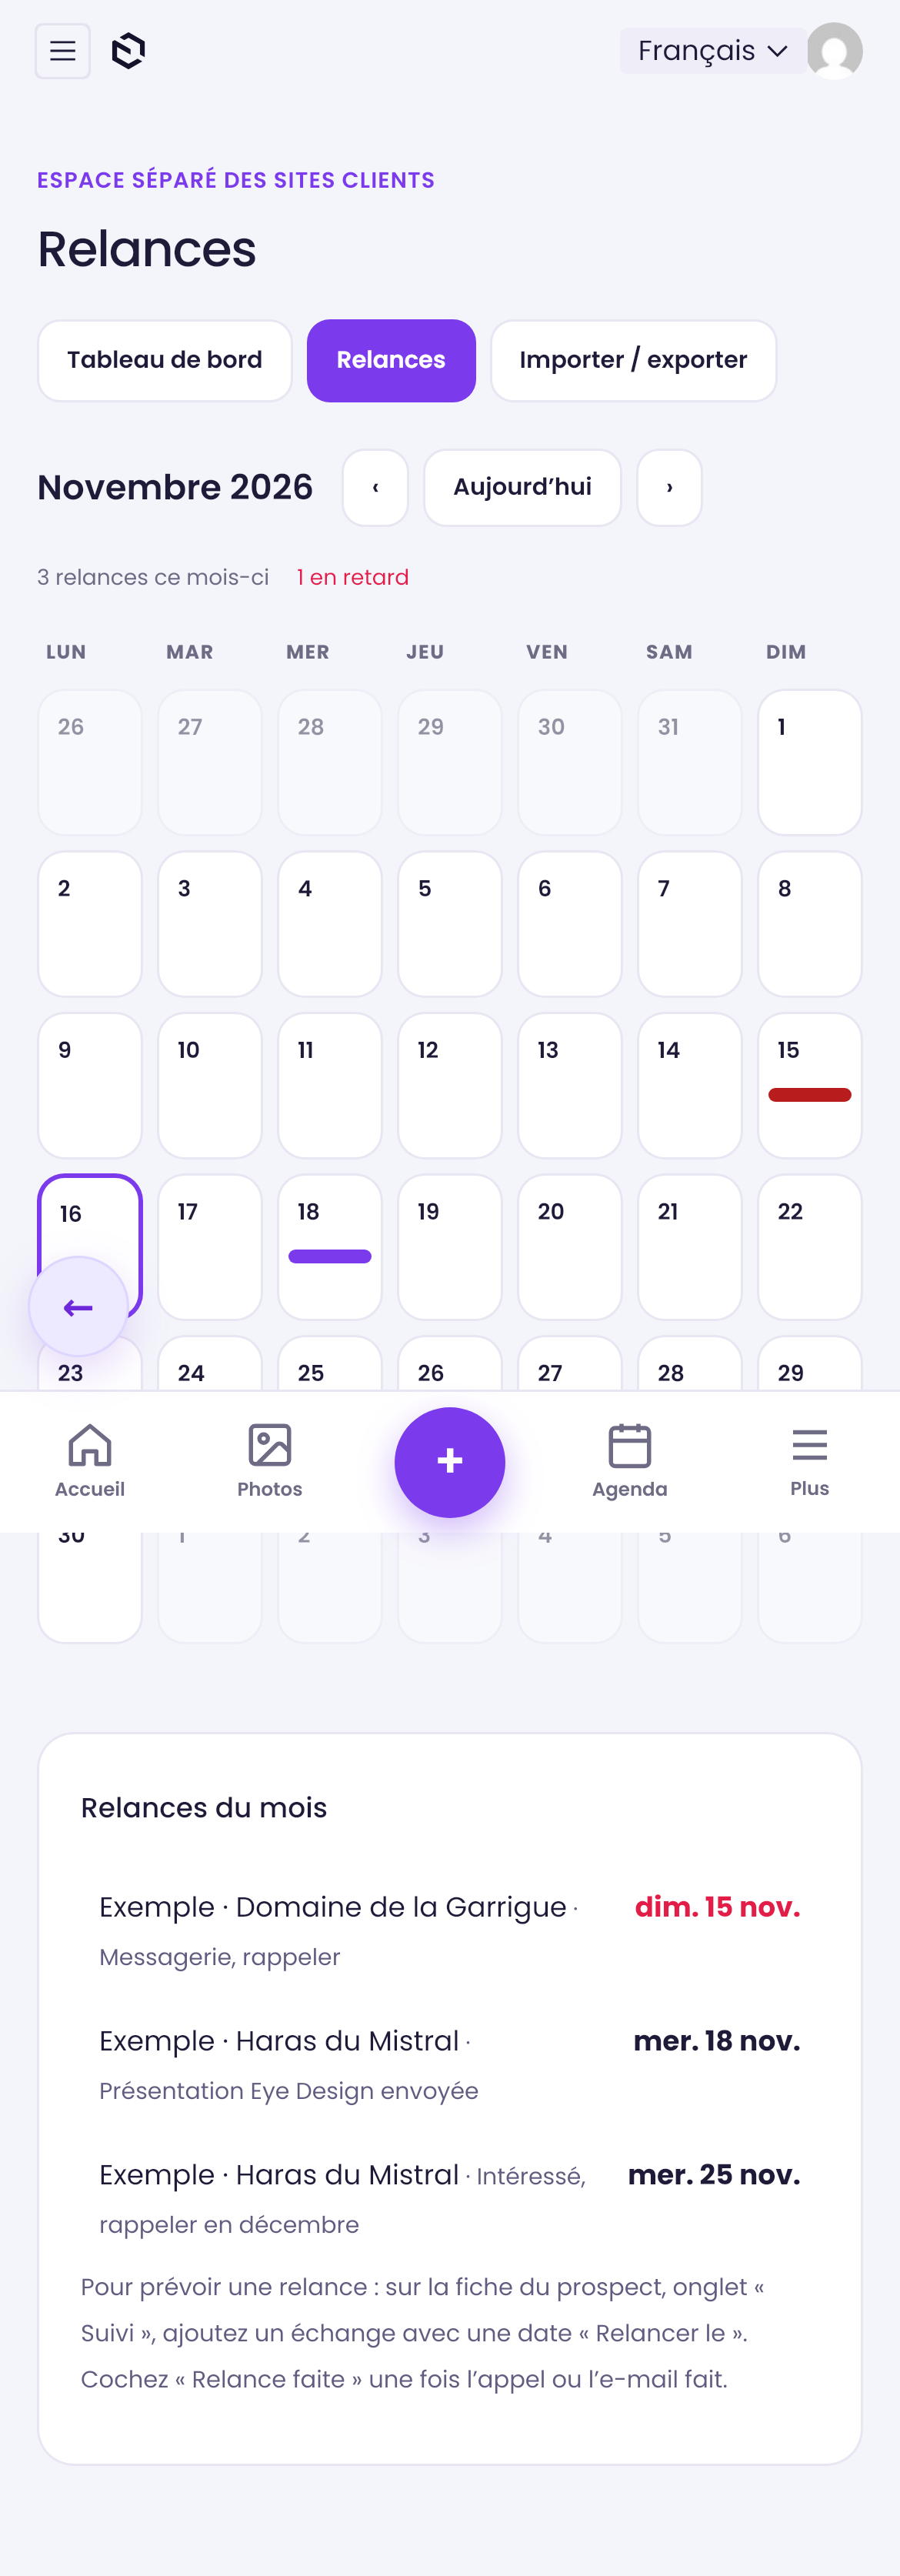 Français
ESPACE SÉPARÉ DES SITES CLIENTS
Relances
Tableau de bord
Relances
Importer / exporter
Novembre 2026
‹
Aujourd’hui
›
3 relances ce mois-ci 1 en retard
LUN MAR MER JEU VEN SAM DIM
26 27 28 29 30 31 1
2 3 4 5 6 7 8
9 10 11 12 13 14 15
16 17 18 19 20 21 22
23 24 25 26 27 28 29
Accueil Photos Agenda Plus
30 1 2 3 4 5 6
Relances du mois
Exemple · Domaine de la Garrigue · dim. 15 nov.
Messagerie, rappeler
Exemple · Haras du Mistral · mer. 18 nov.
Présentation Eye Design envoyée
Exemple · Haras du Mistral · Intéressé, mer. 25 nov.
rappeler en décembre
Pour prévoir une relance : sur la fiche du prospect, onglet «
Suivi », ajoutez un échange avec une date « Relancer le ».
Cochez « Relance faite » une fois l’appel ou l’e-mail fait.